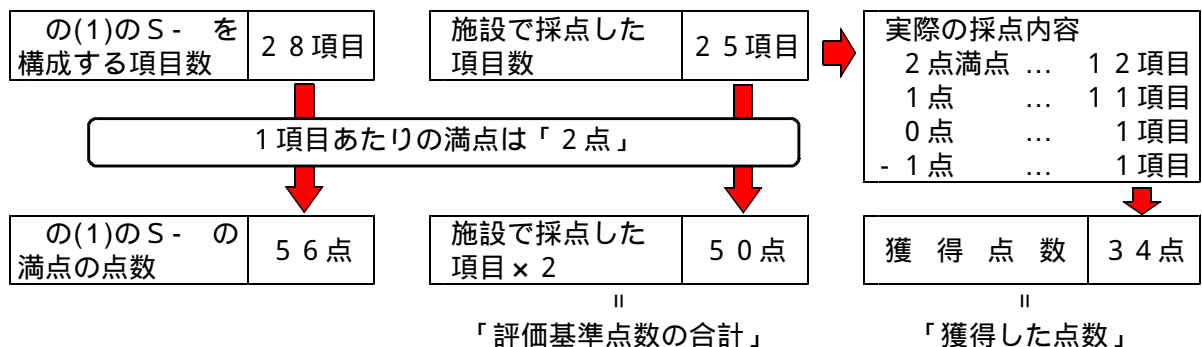 の(1)のS-　を
構成する項目数
28項目
施設で採点した
項目数
25項目
実際の採点内容
2点満点 … 12項目
1点 … 11項目
0点 … 1項目
-1点 … 1項目
1項目あたりの満点は「2点」
の(1)のS-　の
満点の点数
56点
施設で採点した
項目×2
50点
獲得点数
34点
=
「評価基準点数の合計」
=
「獲得した点数」